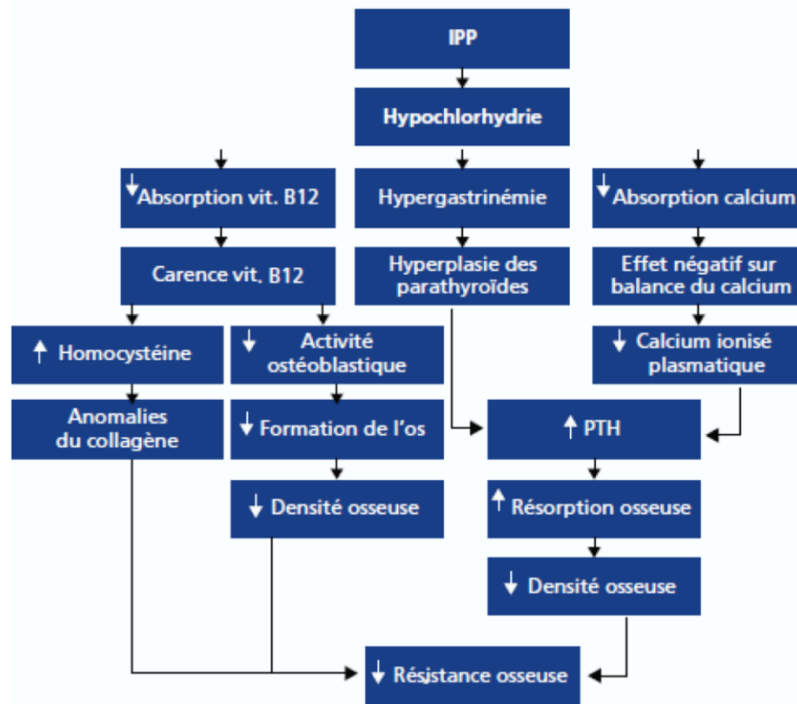 IPP
Hypochlorhydrie
↓ Absorption vit. B12
Hypergastrinémie
↓ Absorption calcium
Carence vit. B12
Hyperplasie des
parathyroïdes
Effet négatif sur
balance du calcium
↑ Homocystéine
↓ Activité
ostéoblastique
↓ Calcium ionisé
plasmatique
Anomalies
du collagène
↓ Formation de l'os
↑ PTH
↓ Densité osseuse
↑ Résorption osseuse
↓ Densité osseuse
↓ Résistance osseuse